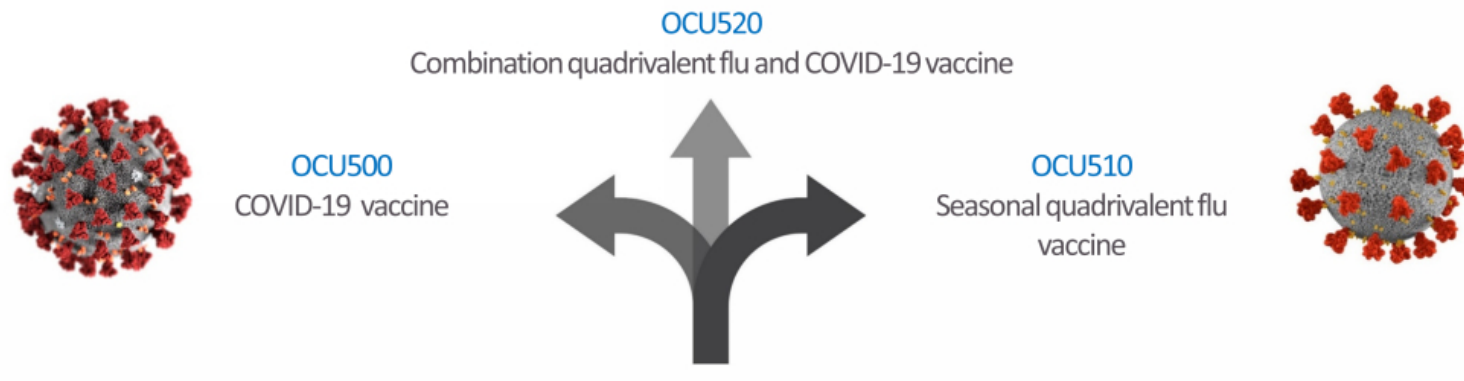 OCU520
Combination quadrivalent flu and COVID-19 vaccine
OCU500
COVID-19 vaccine
OCU510
Seasonal quadrivalent flu
vaccine